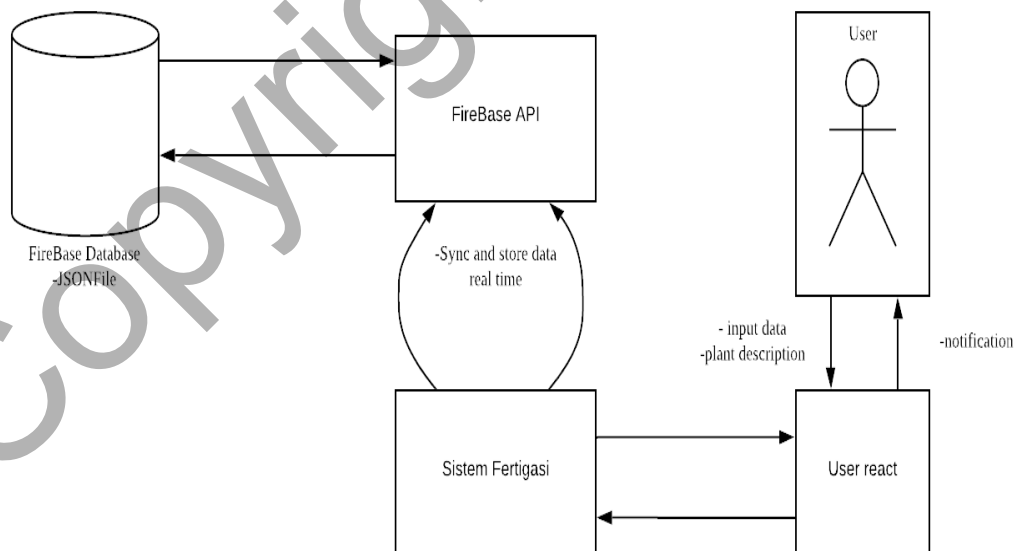 User
FireBase API
FireBase Database
-JSONFile
-Sync and store data
real time
- input data
-plant description
-notification
Sistem Fertigasi
User react
Copyrig